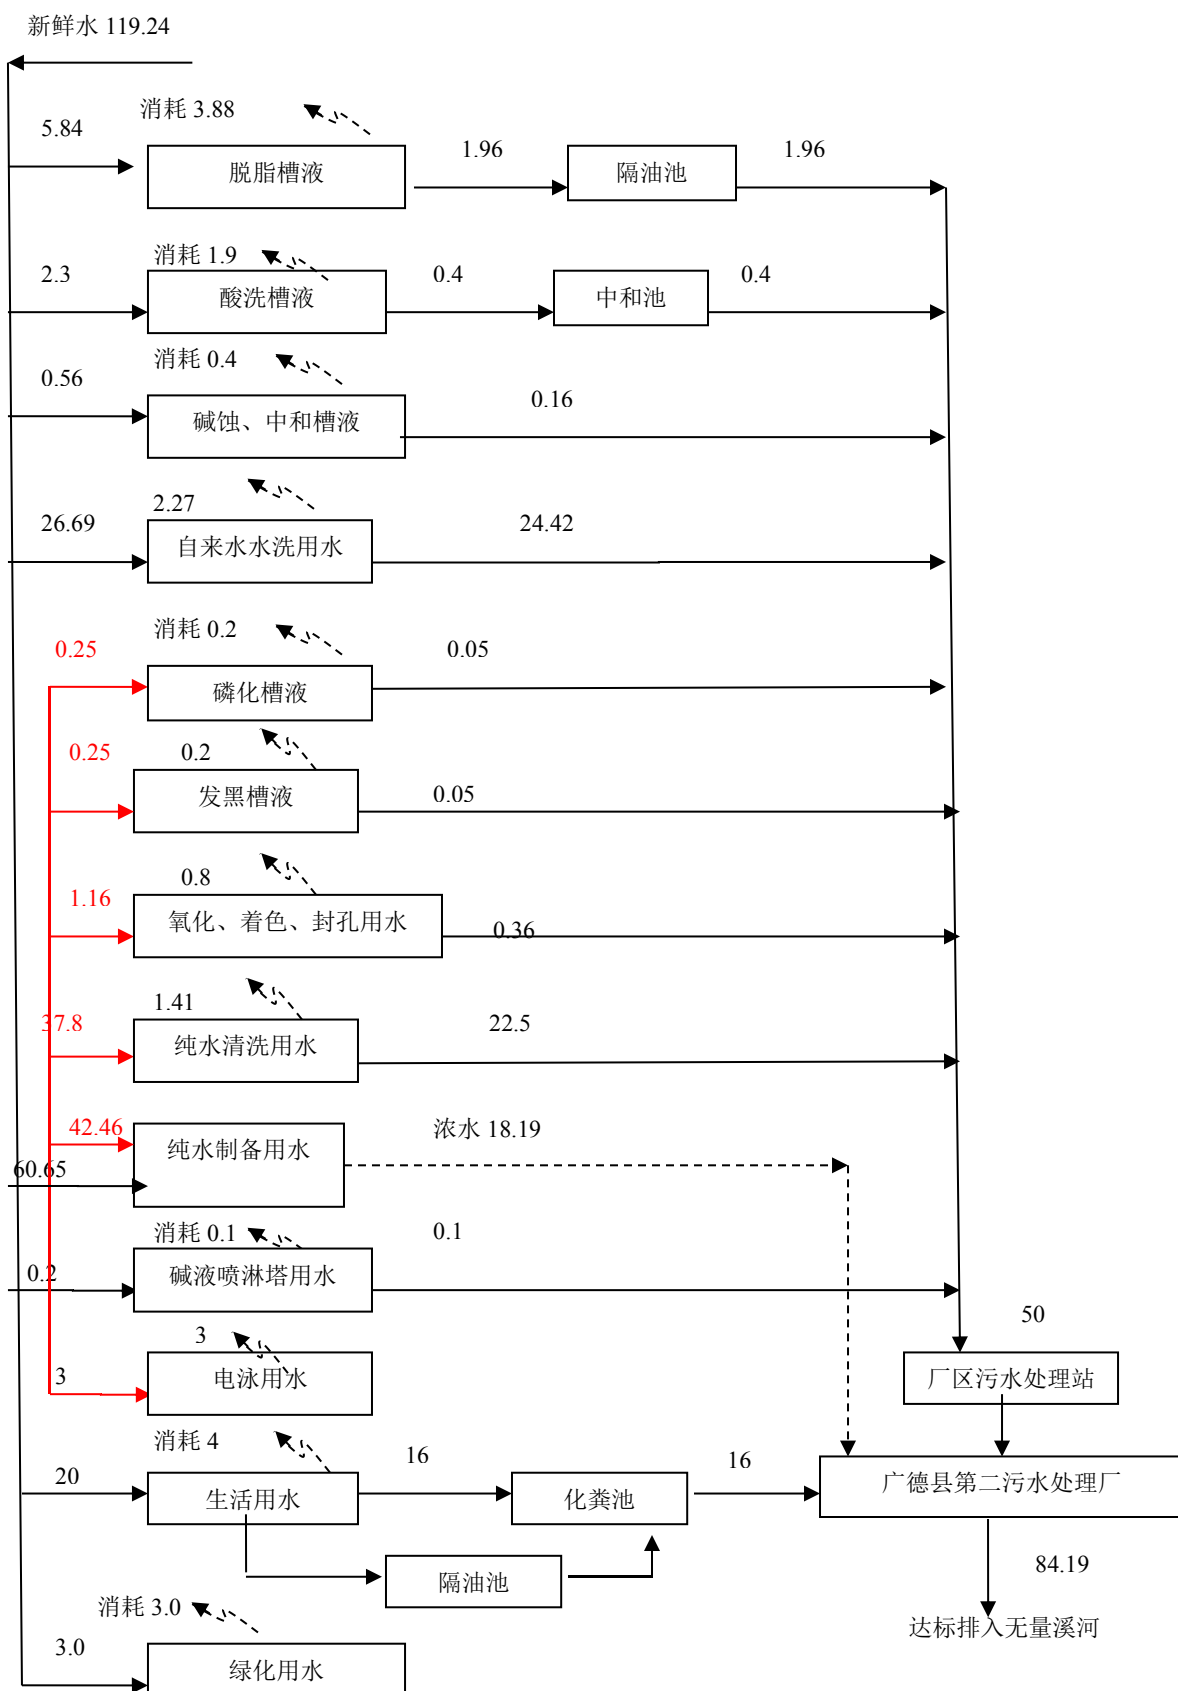 新鲜水 119.24
消耗 3.88
5.84
脱脂槽液
1.96
隔油池
1.96
消耗 1.9
2.3
酸洗槽液
0.4
中和池
0.4
消耗 0.4
0.56
碱蚀、中和槽液
0.16
2.27
26.69
自来水水洗用水
24.42
消耗 0.2
0.25
磷化槽液
0.05
0.25
0.2
发黑槽液
0.05
0.8
1.16
氧化、着色、封孔用水
0.36
1.41
37.8
纯水清洗用水
22.5
42.46
纯水制备用水
浓水 18.19
60.65
消耗 0.1
0.2
碱液喷淋塔用水
0.1
50
3
3
电泳用水
厂区污水处理站
消耗 4
20
生活用水
16
化粪池
16
广德县第二污水处理厂
隔油池
84.19
消耗 3.0
达标排入无量溪河
3.0
绿化用水